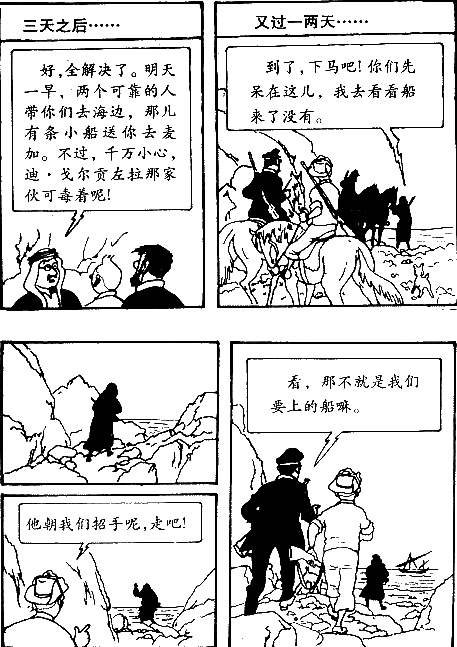 三天之后……
好,全解决了。明天
一早,两个可靠的人
带你们去海边,那儿
有条小船送你去麦
加。不过,千万小心,
迪·戈尔贡左拉那家
伙可毒着呢!
又过一两天……
到了,下马吧!你们先
呆在这儿,我去看看船
来了没有。
他朝我们招手呢,走吧!
看,那不就是我们
要上的船嘛。